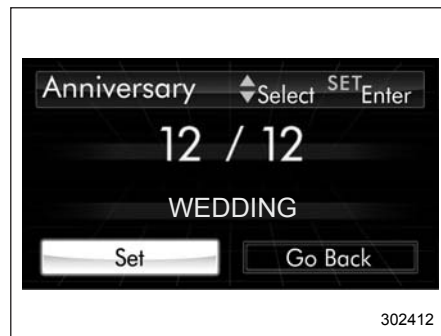 Anniversary Select SET Enter
12 / 12
WEDDING
Set Go Back
302412